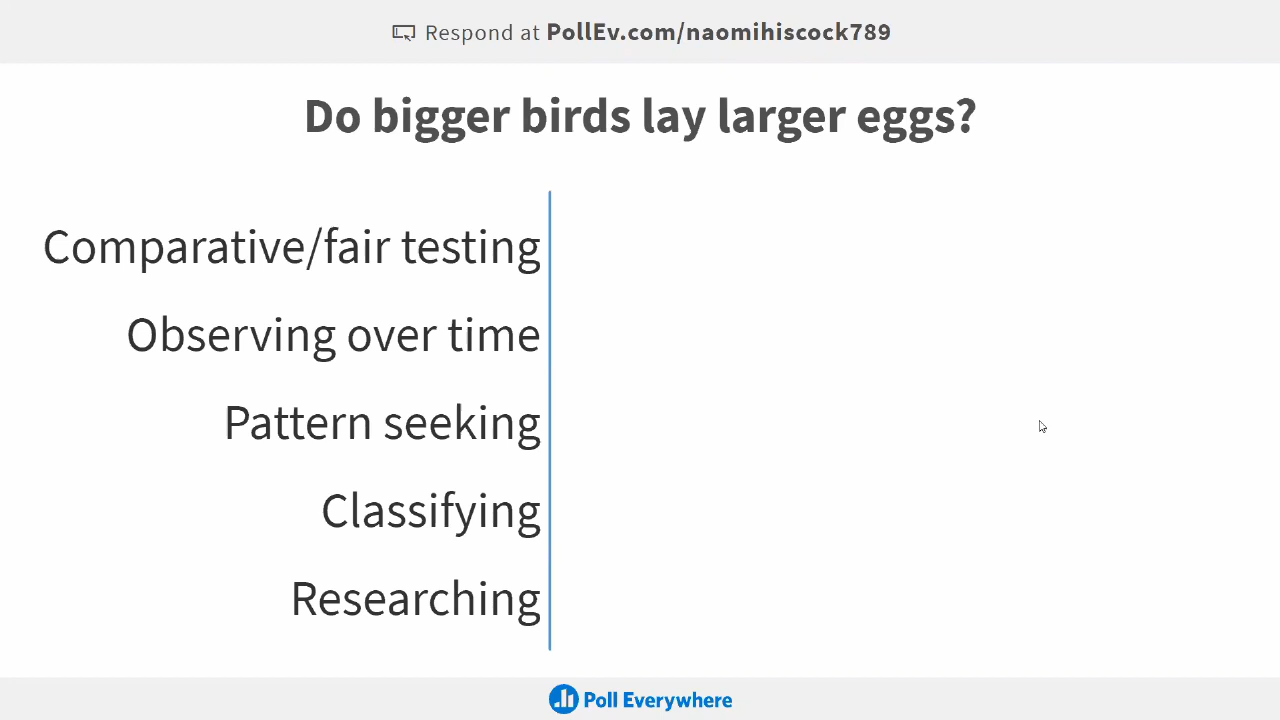 Respond at PollEv.com/naomihiscock789
Do bigger birds lay larger eggs?
Comparative/fair testing
Observing over time
Pattern seeking
Classifying
Researching
Poll Everywhere